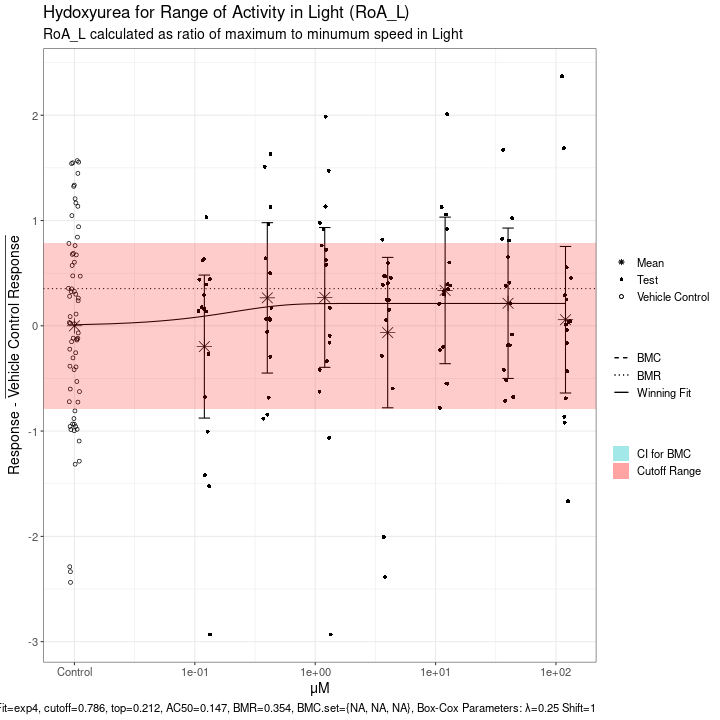 Hydoxyurea for Range of Activity in Light (RoA_L)
RoA_L calculated as ratio of maximum to minumum speed in Light
Response - Vehicle Control Response
2
1
0
-1
-2
-3
Control
1e-01
1e+00
1e+01
1e+02
µM
Mean
Test
Vehicle Control
BMC
BMR
Winning Fit
CI for BMC
Cutoff Range
cutoff=0.786, top=0.212, AC50=0.147, BMR=0.354, BMC.set={NA, NA, NA}, Box-Cox Parameters: λ=0.25 Shift=1